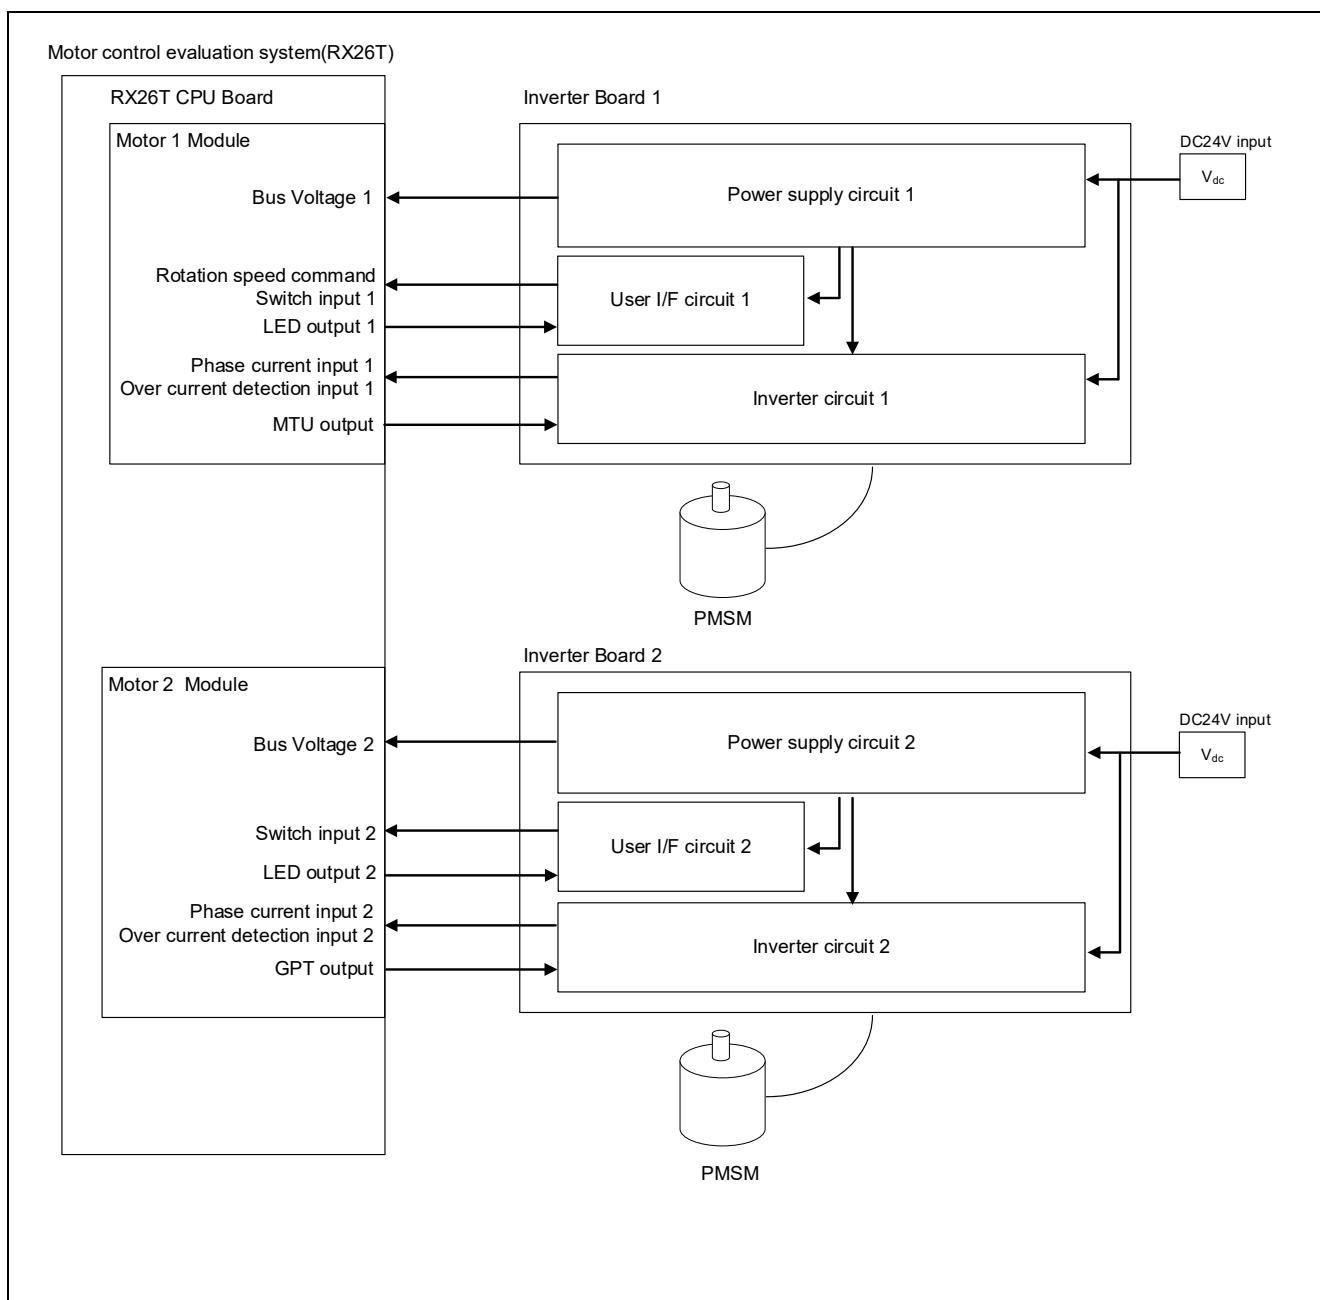 Motor control evaluation system(RX26T)
RX26T CPU Board
Inverter Board 1
Motor 1 Module
DC24V input
Vdc
Bus Voltage 1
Power supply circuit 1
Rotation speed command
Switch input 1
User I/F circuit 1
LED output 1
Phase current input 1
Over current detection input 1
Inverter circuit 1
MTU output
PMSM
Inverter Board 2
Motor 2 Module
DC24V input
Vdc
Bus Voltage 2
Power supply circuit 2
Switch input 2
User I/F circuit 2
LED output 2
Phase current input 2
Over current detection input 2
Inverter circuit 2
GPT output
PMSM